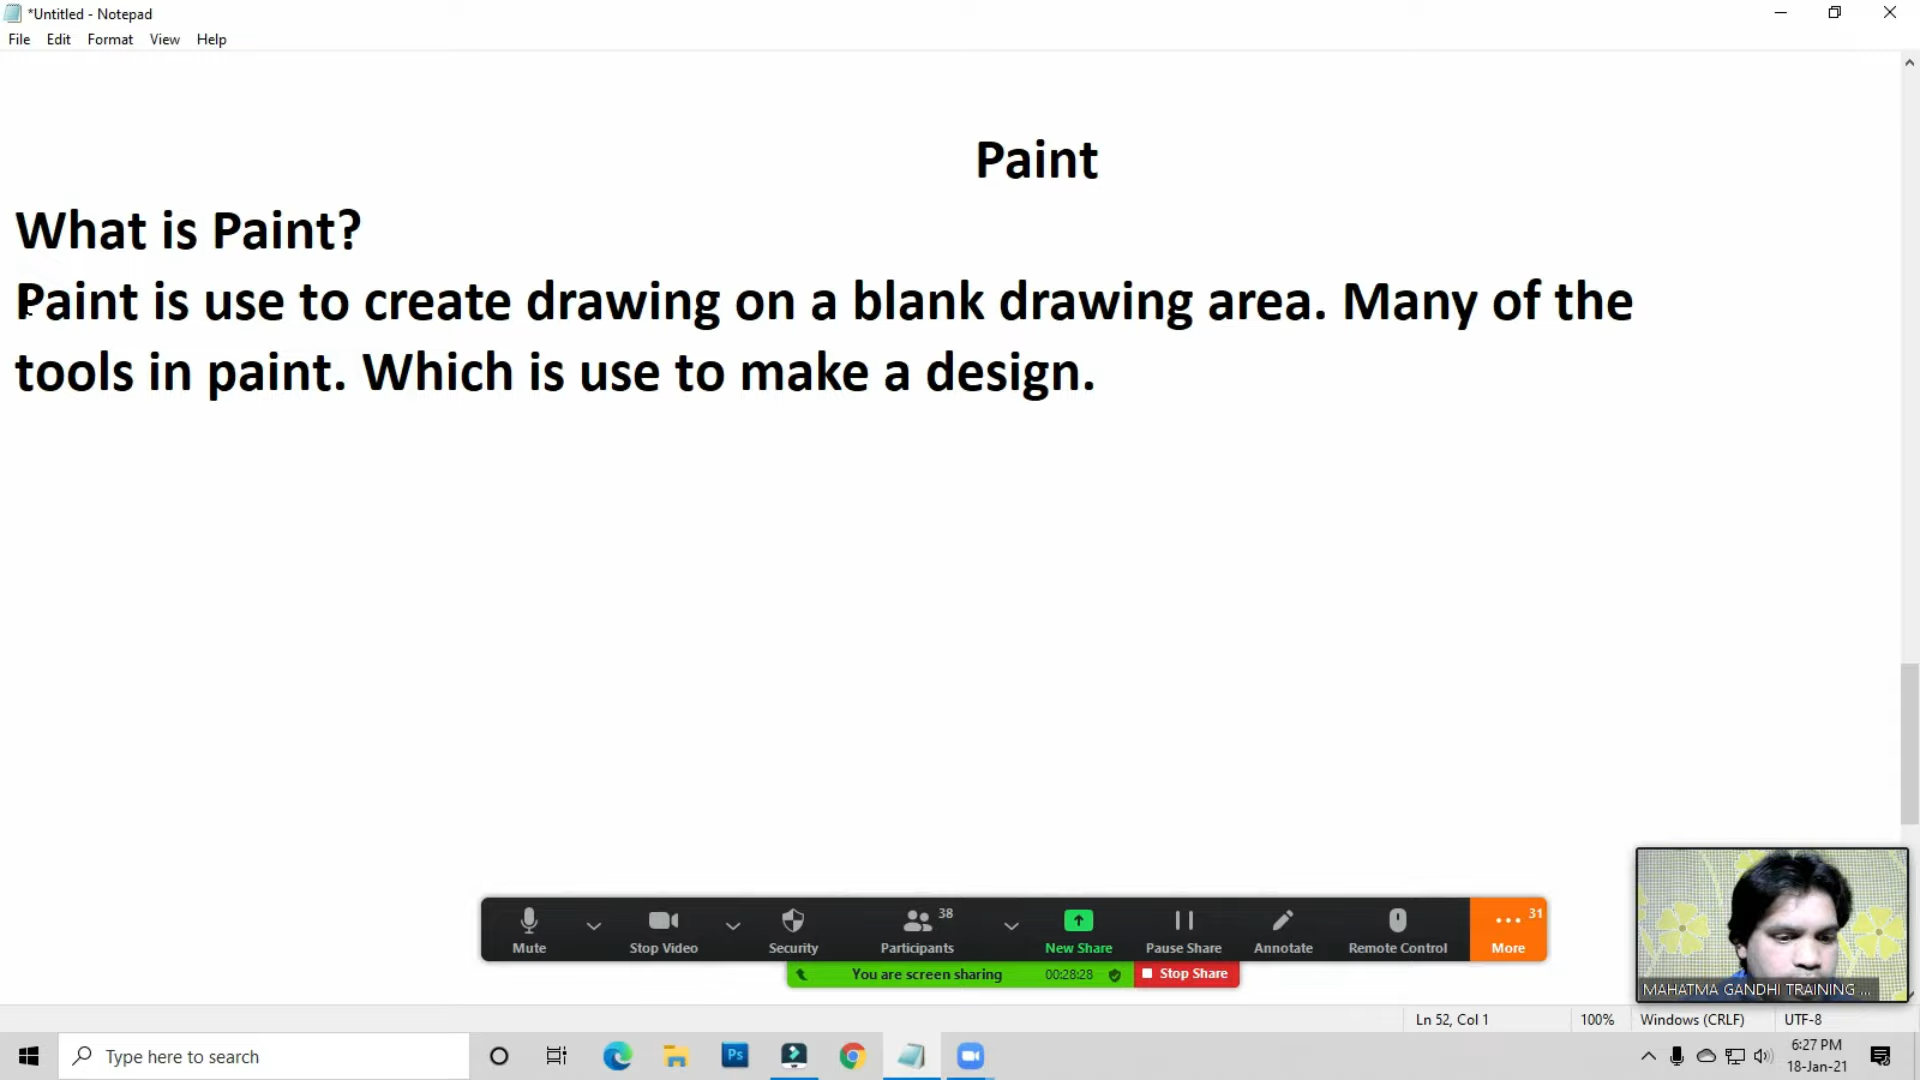 *Untitled - Notepad
File Edit Format View Help
Paint
What is Paint?
Paint is use to create drawing on a blank drawing area. Many of the
tools in paint. Which is use to make a design.
38 31
Mute Stop Video Security Participants New Share Pause Share Annotate Remote Control More
You are screen sharing 00:28:28 Stop Share
MAHATMA GANDHI TRAINING ...
Ln 52, Col 1 100% Windows (CRLF) UTF-8
Type here to search Ps 6:27 PM
18-Jan-21